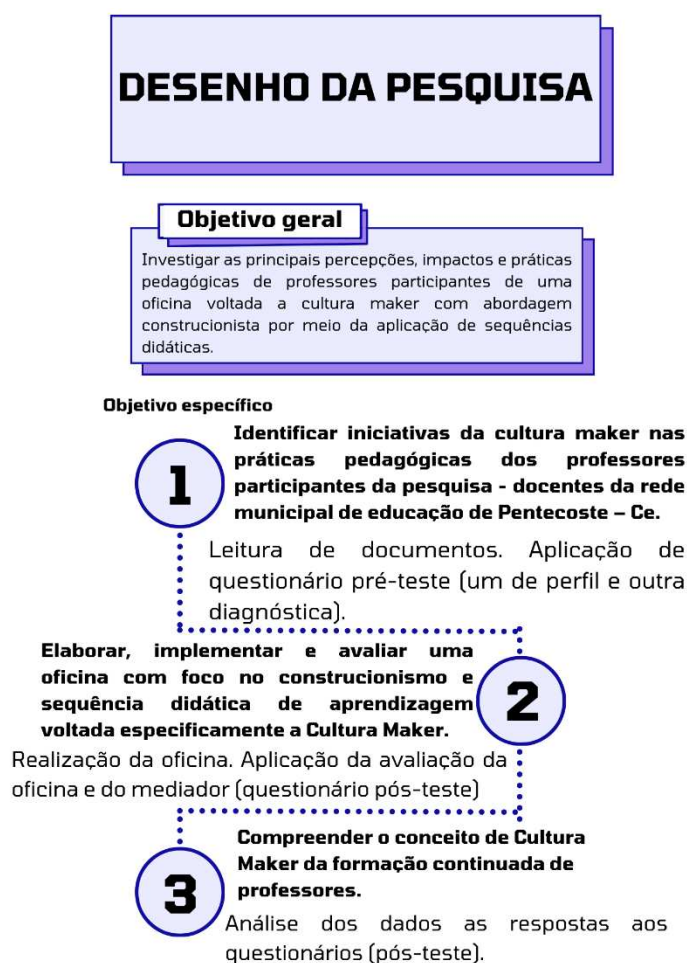 DESENHO DA PESQUISA
Objetivo geral
Investigar as principais percepções, impactos e práticas
pedagógicas de professores participantes de uma
oficina voltada a cultura maker com abordagem
construcionista por meio da aplicação de sequências
didáticas.
Objetivo específico
1
Identificar iniciativas da cultura maker nas
práticas pedagógicas dos professores
participantes da pesquisa - docentes da rede
municipal de educação de Pentecoste – Ce.
Leitura de documentos. Aplicação de
questionário pré-teste (um de perfil e outra
diagnóstica).
Elaborar, implementar e avaliar uma
oficina com foco no construcionismo e
sequência didática de aprendizagem
voltada especificamente a Cultura Maker.
2
Realização da oficina. Aplicação da avaliação da
oficina e do mediador (questionário pós-teste)
3
Compreender o conceito de Cultura
Maker da formação continuada de
professores.
Análise dos dados as respostas aos
questionários (pós-teste).